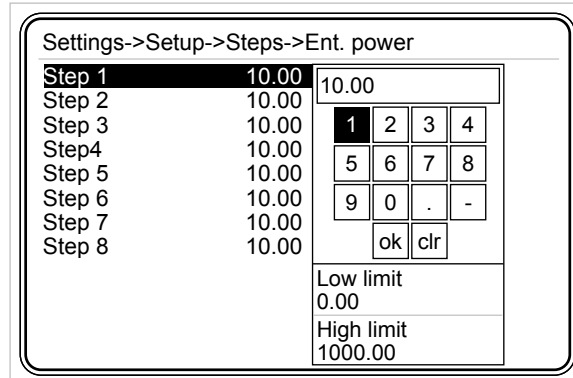 Settings->Setup->Steps->Ent. power
Step 1 10.00
Step 2 10.00
Step 3 10.00
Step4 10.00
Step 5 10.00
Step 6 10.00
Step 7 10.00
Step 8 10.00
10.00
1 2 3 4
5 6 7 8
9 0 . -
ok clr
Low limit
0.00
High limit
1000.00